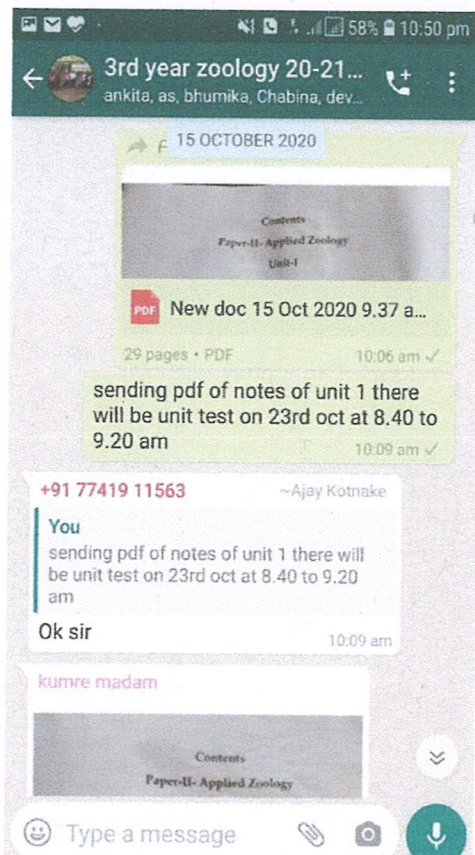 58% 10:50 pm
3rd year zoology 20-21...
ankita, as, bhumika, Chabina, dev...
15 OCTOBER 2020
F
Contents
Paper-II- Applied Zoology
Unit-I
PDF New doc 15 Oct 2020 9.37 a...
29 pages • PDF 10:06 am
sending pdf of notes of unit 1 there
will be unit test on 23rd oct at 8.40 to
9.20 am
10:09 am
+91 77419 11563 ~Ajay Kotnake
You
sending pdf of notes of unit 1 there will
be unit test on 23rd oct at 8.40 to 9.20
am
Ok sir
10:09 am
kumre madam
Contents
Paper-II- Applied Zoology
Type a message